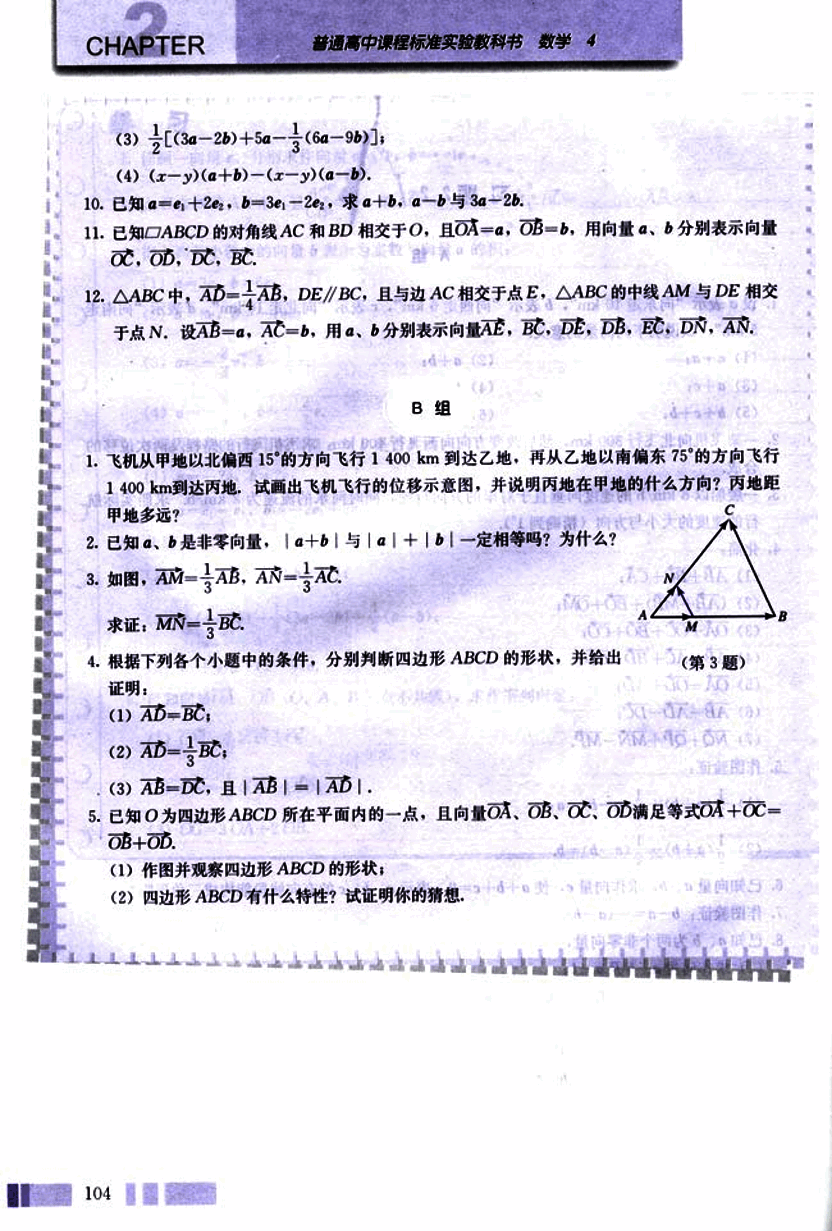 CHAPTER 2
普通高中课程标准实验教科书 数学 4
(3) $\frac{1}{2}$[(3a−2b)+5a−$\frac{1}{3}$(6a−9b)];
(4) (x−y)(a+b)−(x−y)(a−b).
10. 已知 a=e₁+2e₂, b=3e₁−2e₂, 求 a+b, a−b 与 3a−2b.
11. 已知▱ABCD 的对角线 AC 和 BD 相交于 O, 且$\overrightarrow{OA}$=a, $\overrightarrow{OB}$=b, 用向量 a、b 分别表示向量
$\overrightarrow{OC}$, $\overrightarrow{OD}$, $\overrightarrow{DC}$, $\overrightarrow{BC}$.
12. △ABC 中, $\overrightarrow{AD}$=$\frac{1}{4}$$\overrightarrow{AB}$, DE∥BC, 且与边 AC 相交于点 E, △ABC 的中线 AM 与 DE 相交
于点 N. 设$\overrightarrow{AB}$=a, $\overrightarrow{AC}$=b, 用 a、b 分别表示向量$\overrightarrow{AE}$, $\overrightarrow{BC}$, $\overrightarrow{DE}$, $\overrightarrow{DB}$, $\overrightarrow{EC}$, $\overrightarrow{DN}$, $\overrightarrow{AN}$.
B 组
1. 飞机从甲地以北偏西 15°的方向飞行 1 400 km 到达乙地, 再从乙地以南偏东 75°的方向飞行
1 400 km到达丙地. 试画出飞机飞行的位移示意图, 并说明丙地在甲地的什么方向? 丙地距
甲地多远?
2. 已知 a、b 是非零向量, |a+b| 与 |a|+|b| 一定相等吗? 为什么?
3. 如图, $\overrightarrow{AM}$=$\frac{1}{3}$$\overrightarrow{AB}$, $\overrightarrow{AN}$=$\frac{1}{3}$$\overrightarrow{AC}$.
求证: $\overrightarrow{MN}$=$\frac{1}{3}$$\overrightarrow{BC}$.
C
N
A
M
B
(第 3 题)
4. 根据下列各个小题中的条件, 分别判断四边形 ABCD 的形状, 并给出
证明:
(1) $\overrightarrow{AD}$=$\overrightarrow{BC}$;
(2) $\overrightarrow{AD}$=$\frac{1}{3}$$\overrightarrow{BC}$;
(3) $\overrightarrow{AB}$=$\overrightarrow{DC}$, 且 |$\overrightarrow{AB}$|=|$\overrightarrow{AD}$|.
5. 已知 O 为四边形 ABCD 所在平面内的一点, 且向量$\overrightarrow{OA}$、$\overrightarrow{OB}$、$\overrightarrow{OC}$、$\overrightarrow{OD}$满足等式$\overrightarrow{OA}$+$\overrightarrow{OC}$=
$\overrightarrow{OB}$+$\overrightarrow{OD}$.
(1) 作图并观察四边形 ABCD 的形状;
(2) 四边形 ABCD 有什么特性? 试证明你的猜想.
104